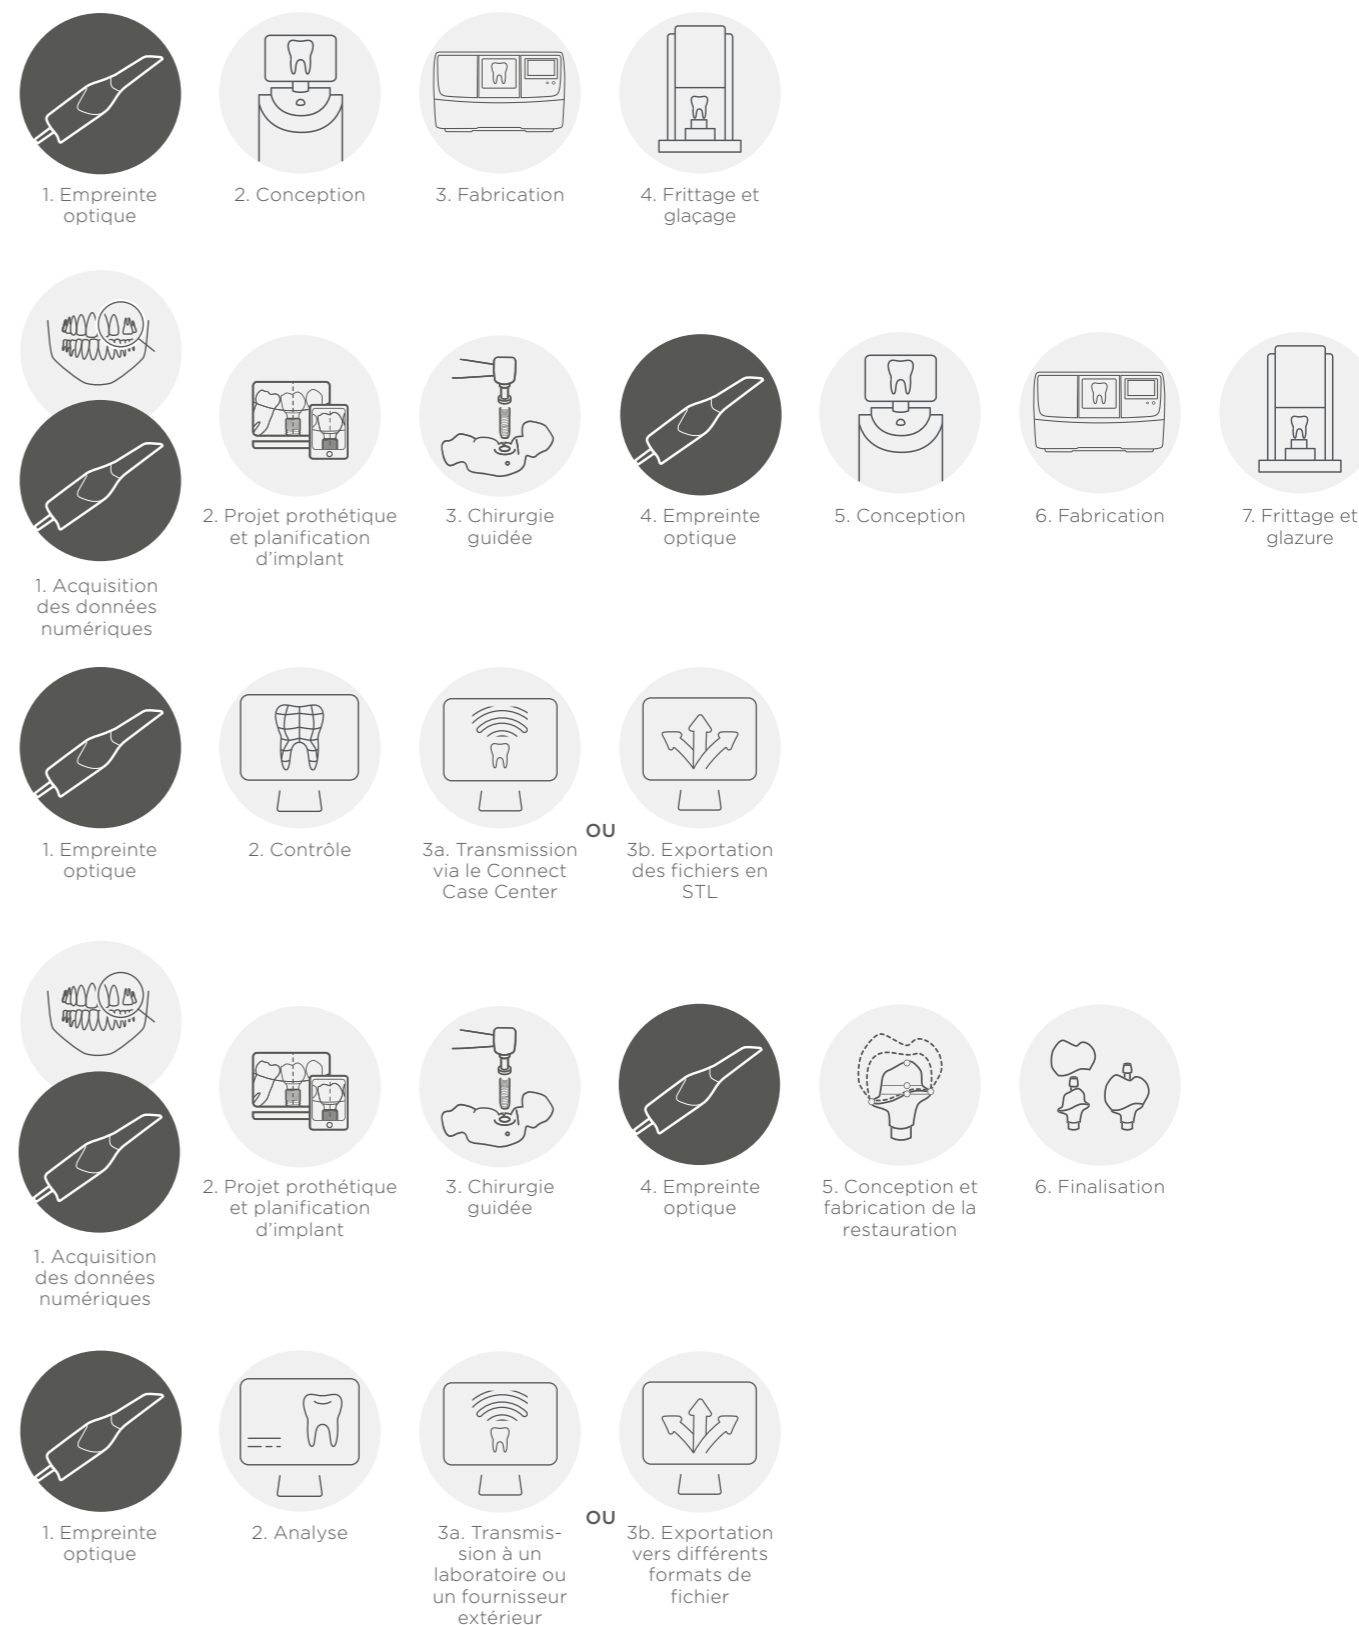 1. Empreinte
optique
2. Conception
3. Fabrication
4. Frittage et
glaçage
1. Acquisition
des données
numériques
2. Projet prothétique
et planification
d'implant
3. Chirurgie
guidée
4. Empreinte
optique
5. Conception
6. Fabrication
7. Frittage et
glazure
1. Empreinte
optique
2. Contrôle
3a. Transmission
via le Connect
Case Center
OU
3b. Exportation
des fichiers en
STL
1. Acquisition
des données
numériques
2. Projet prothétique
et planification
d'implant
3. Chirurgie
guidée
4. Empreinte
optique
5. Conception et
fabrication de la
restauration
6. Finalisation
1. Empreinte
optique
2. Analyse
3a. Transmis-
sion à un
laboratoire ou
un fournisseur
extérieur
OU
3b. Exportation
vers différents
formats de
fichier